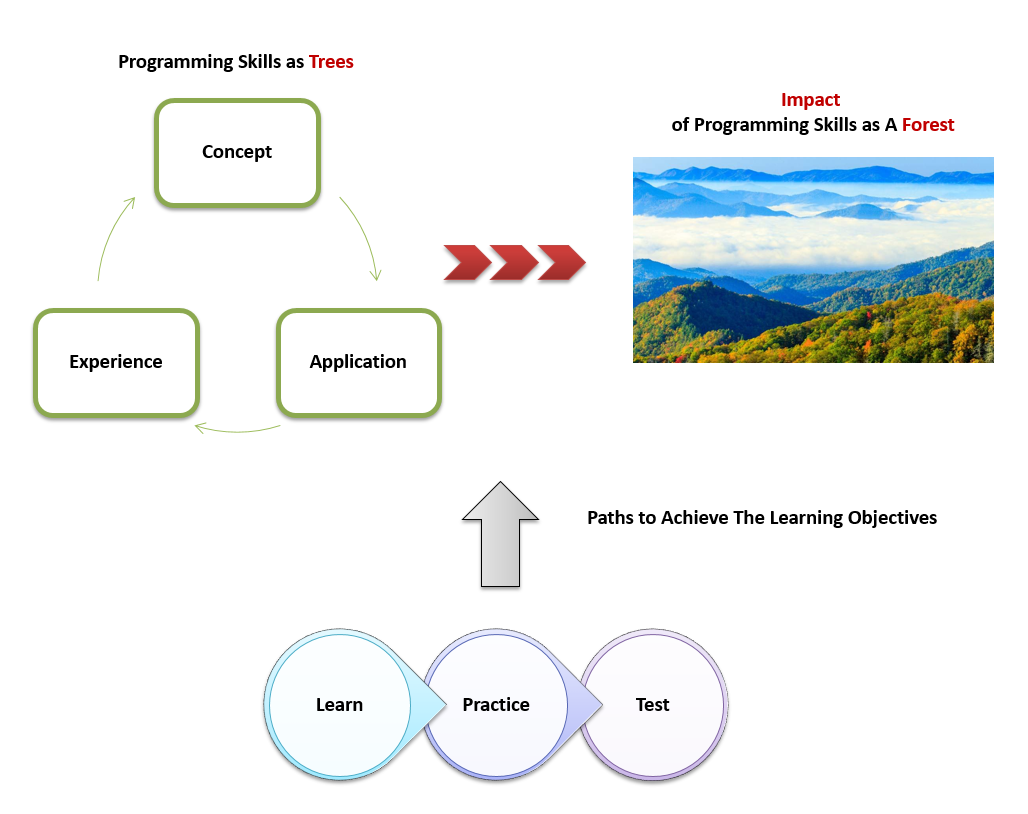 Programming Skills as Trees
Impact
of Programming Skills as A Forest
Concept
Experience
Application
Paths to Achieve The Learning Objectives
Learn
Practice
Test